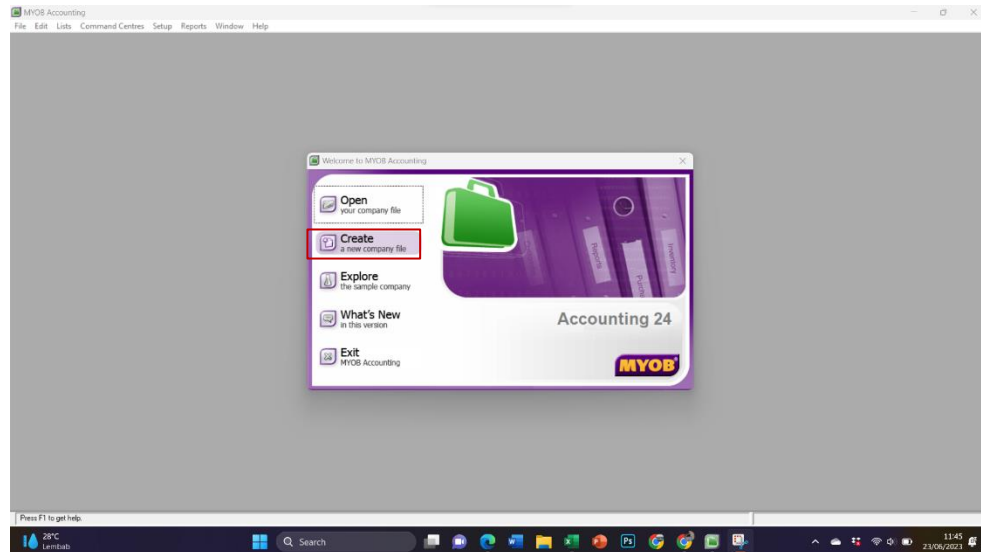 MYOB Accounting
File Edit Lists Command Centres Setup Reports Window Help
Welcome to MYOB Accounting
Open
your company file
Create
a new company file
Explore
the sample company
What's New
in this version
Exit
MYOB Accounting
Reports
Inventory
Accounting 24
MYOB
Press F1 to get help.
28°C
Lembab
Search
11:45
23/06/2023